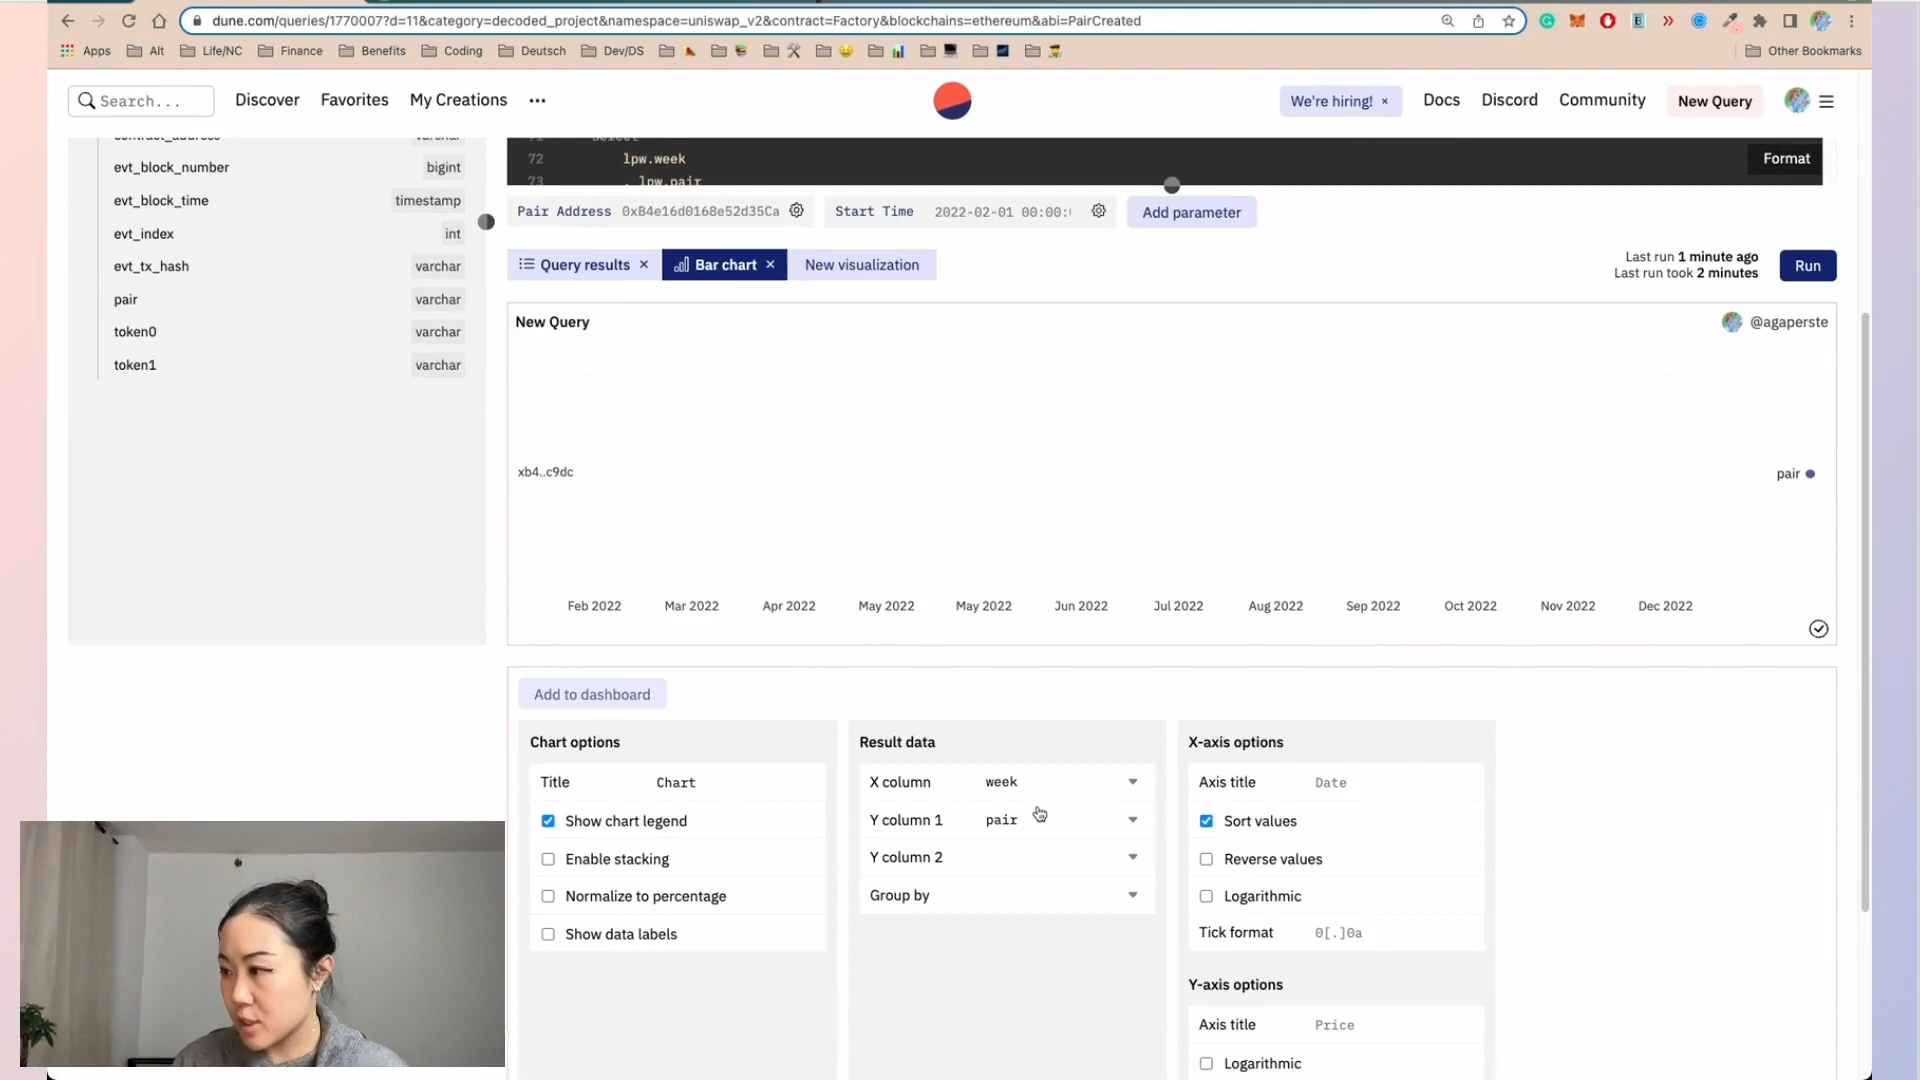 dune.com/queries/1770007?d=11&category=decoded_project&namespace=uniswap_v2&contract=Factory&blockchains=ethereum&abi=PairCreated
Apps Alt Life/NC Finance Benefits Coding Deutsch Dev/DS Other Bookmarks
Search... Discover Favorites My Creations ••• We're hiring! × Docs Discord Community New Query
contract_address varchar
evt_block_number bigint
evt_block_time timestamp
evt_index int
evt_tx_hash varchar
pair varchar
token0 varchar
token1 varchar
71 select
72 lpw.week
73 , lpw.pair
Format
Pair Address 0xB4e16d0168e52d35Ca Start Time 2022-02-01 00:00: Add parameter
Query results × Bar chart × New visualization
Last run 1 minute ago
Last run took 2 minutes
Run
New Query @agaperste
xb4..c9dc
pair
Feb 2022 Mar 2022 Apr 2022 May 2022 May 2022 Jun 2022 Jul 2022 Aug 2022 Sep 2022 Oct 2022 Nov 2022 Dec 2022
Add to dashboard
Chart options
Title Chart
Show chart legend
Enable stacking
Normalize to percentage
Show data labels
Result data
X column week
Y column 1 pair
Y column 2
Group by
X-axis options
Axis title Date
Sort values
Reverse values
Logarithmic
Tick format 0[.]0a
Y-axis options
Axis title Price
Logarithmic